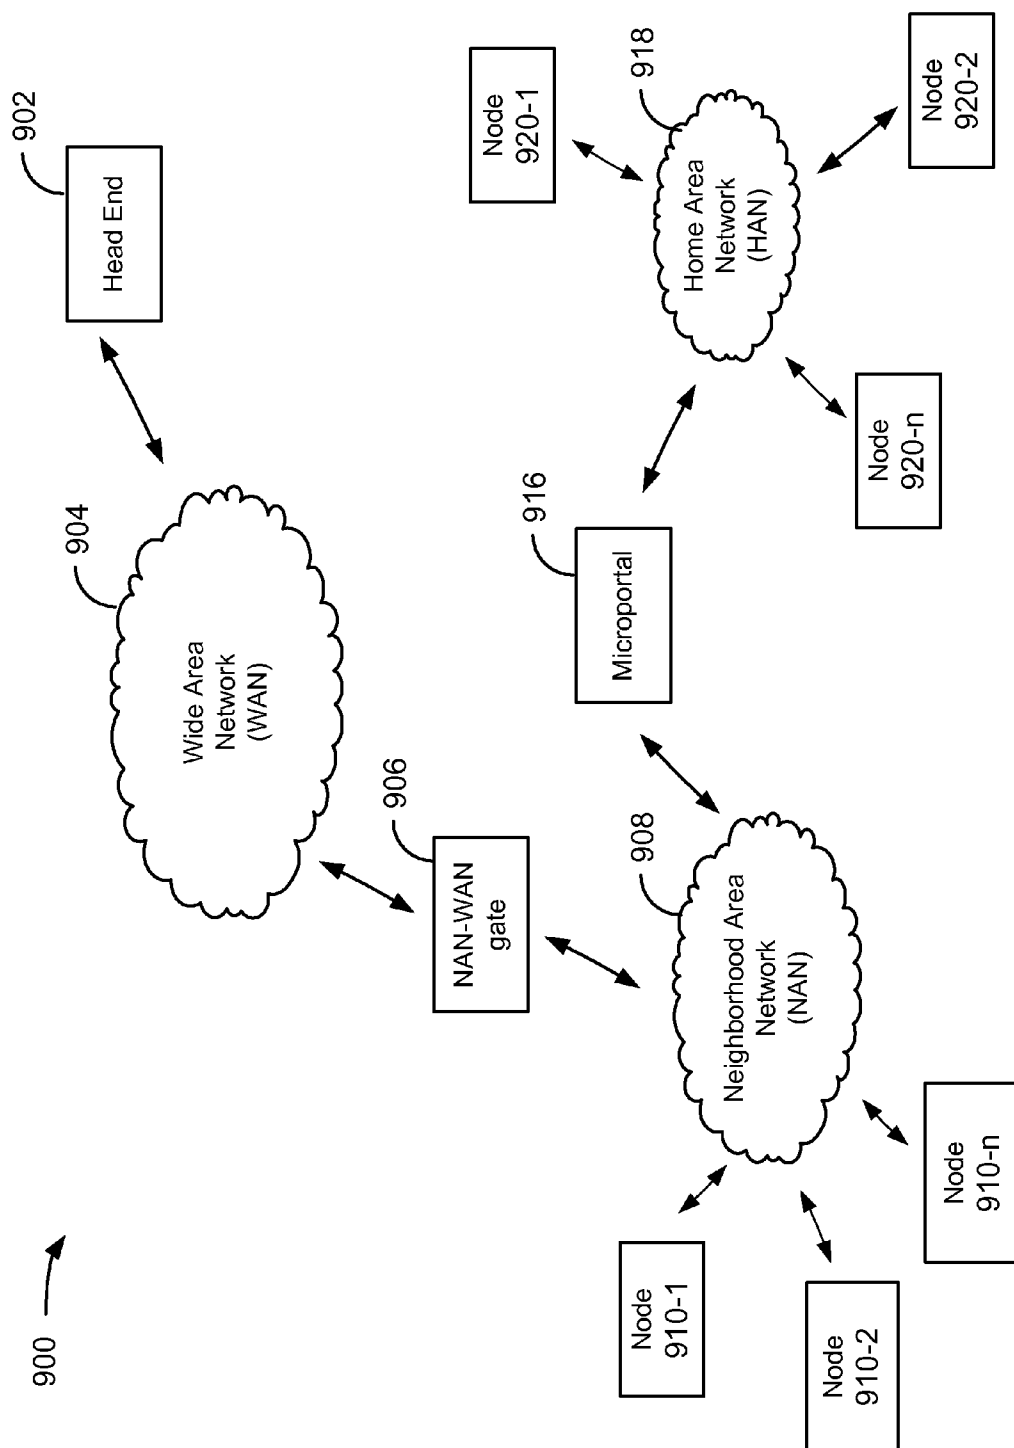 900
902
Head End
904
Wide Area
Network
(WAN)
906
NAN-WAN
gate
908
Neighborhood Area
Network
(NAN)
Node
910-1
Node
910-2
Node
910-n
916
Microportal
918
Home Area
Network
(HAN)
Node
920-1
Node
920-2
Node
920-n